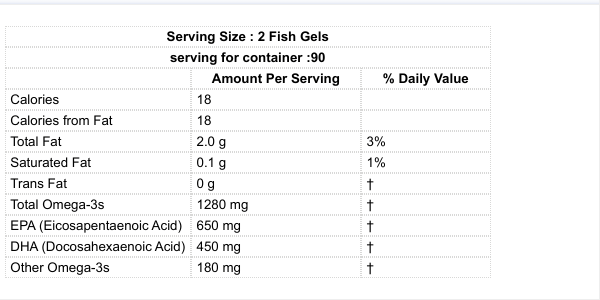 Serving Size : 2 Fish Gels
serving for container :90
Amount Per Serving % Daily Value
Calories 18
Calories from Fat 18
Total Fat 2.0 g 3%
Saturated Fat 0.1 g 1%
Trans Fat 0 g †
Total Omega-3s 1280 mg †
EPA (Eicosapentaenoic Acid) 650 mg †
DHA (Docosahexaenoic Acid) 450 mg †
Other Omega-3s 180 mg †